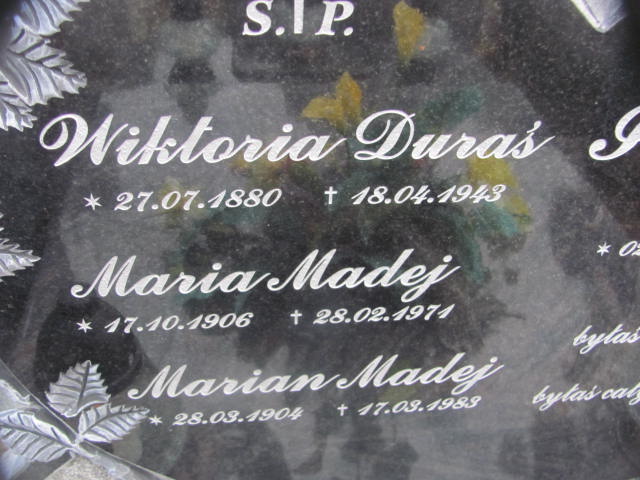 S.†P.
Wiktoria Duraś
* 27.07.1880 † 18.04.1943
Maria Madej
* 17.10.1906 † 28.02.1971
Marian Madej
* 28.03.1904 † 17.03.1983
* 02
byłaś
byłaś